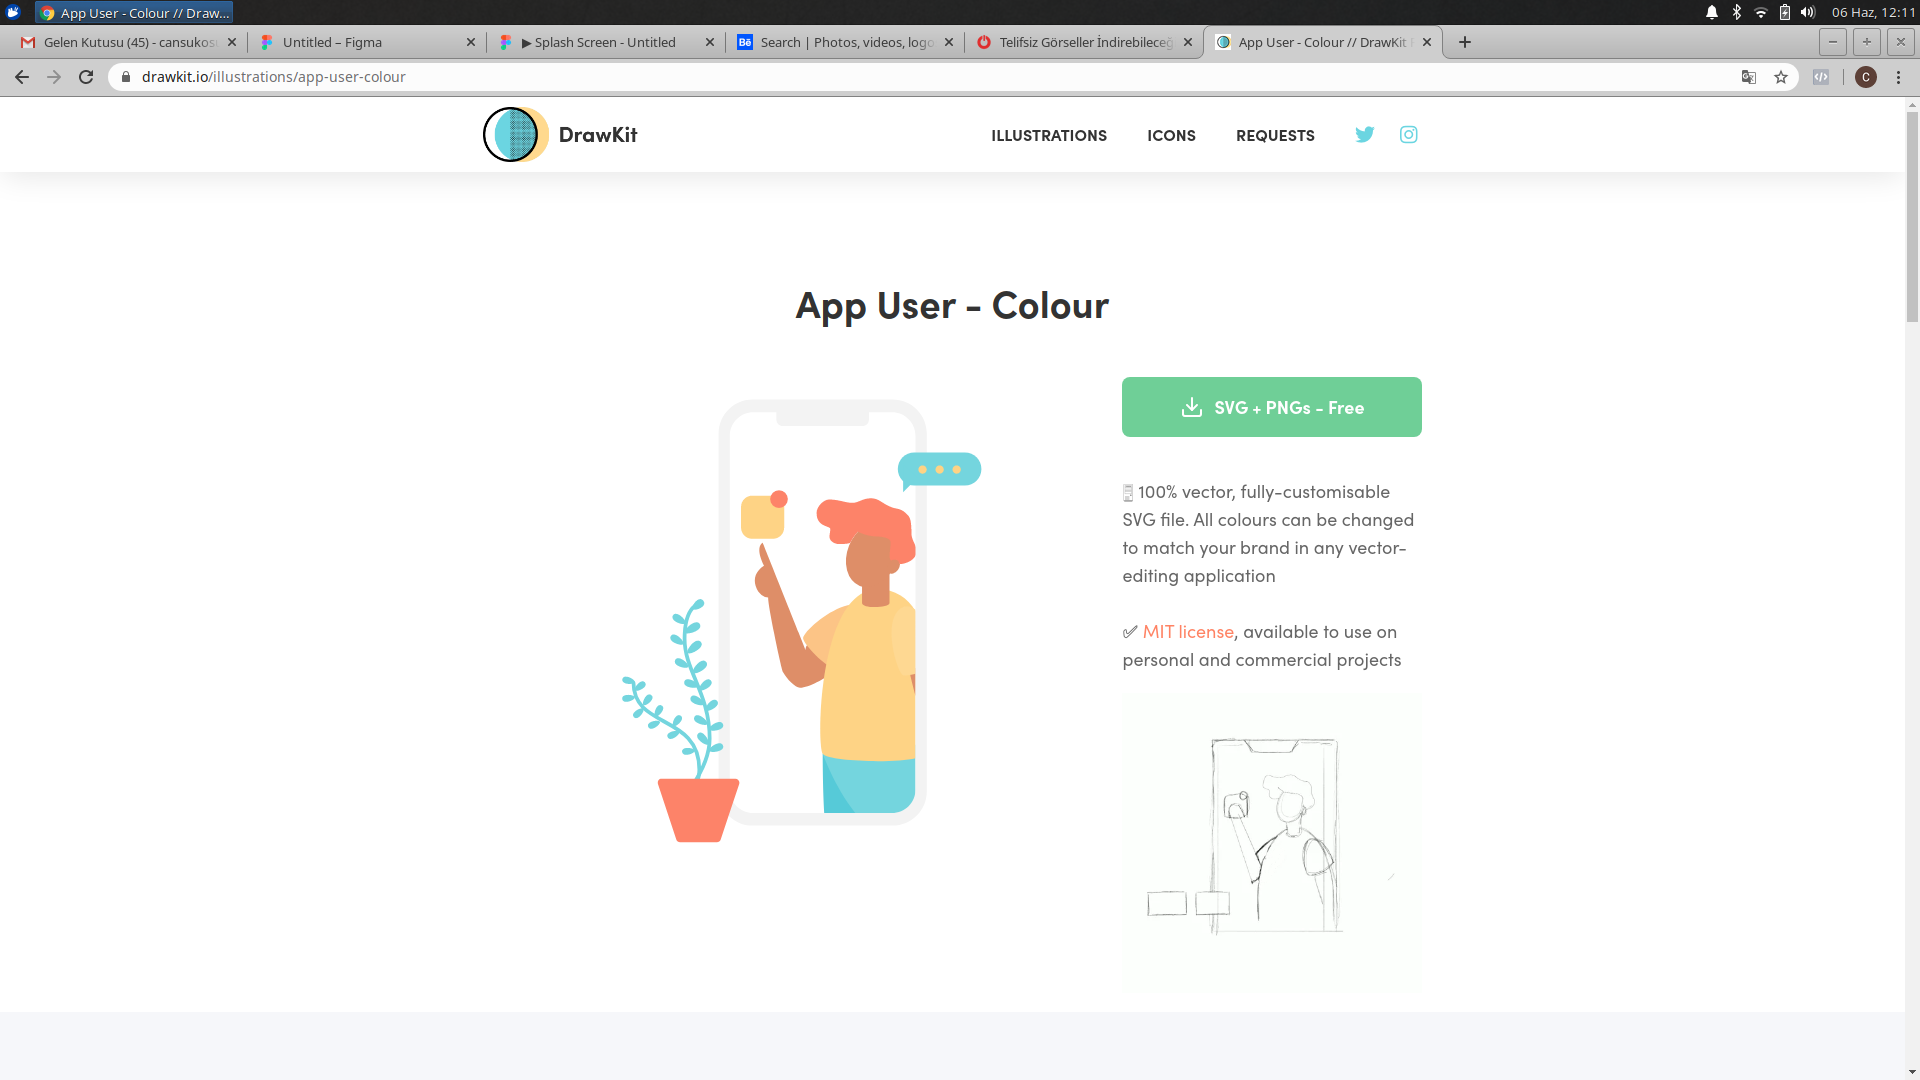 App User - Colour // Draw...
06 Haz, 12:11
Gelen Kutusu (45) - cansukos
Untitled – Figma
▶ Splash Screen - Untitled
Search | Photos, videos, logo
Telifsiz Görseller İndirebileceğ
App User - Colour // DrawKit
drawkit.io/illustrations/app-user-colour
C
DrawKit
ILLUSTRATIONS
ICONS
REQUESTS
App User - Colour
SVG + PNGs - Free
100% vector, fully-customisable
SVG file. All colours can be changed
to match your brand in any vector-
editing application
✅ MIT license, available to use on
personal and commercial projects